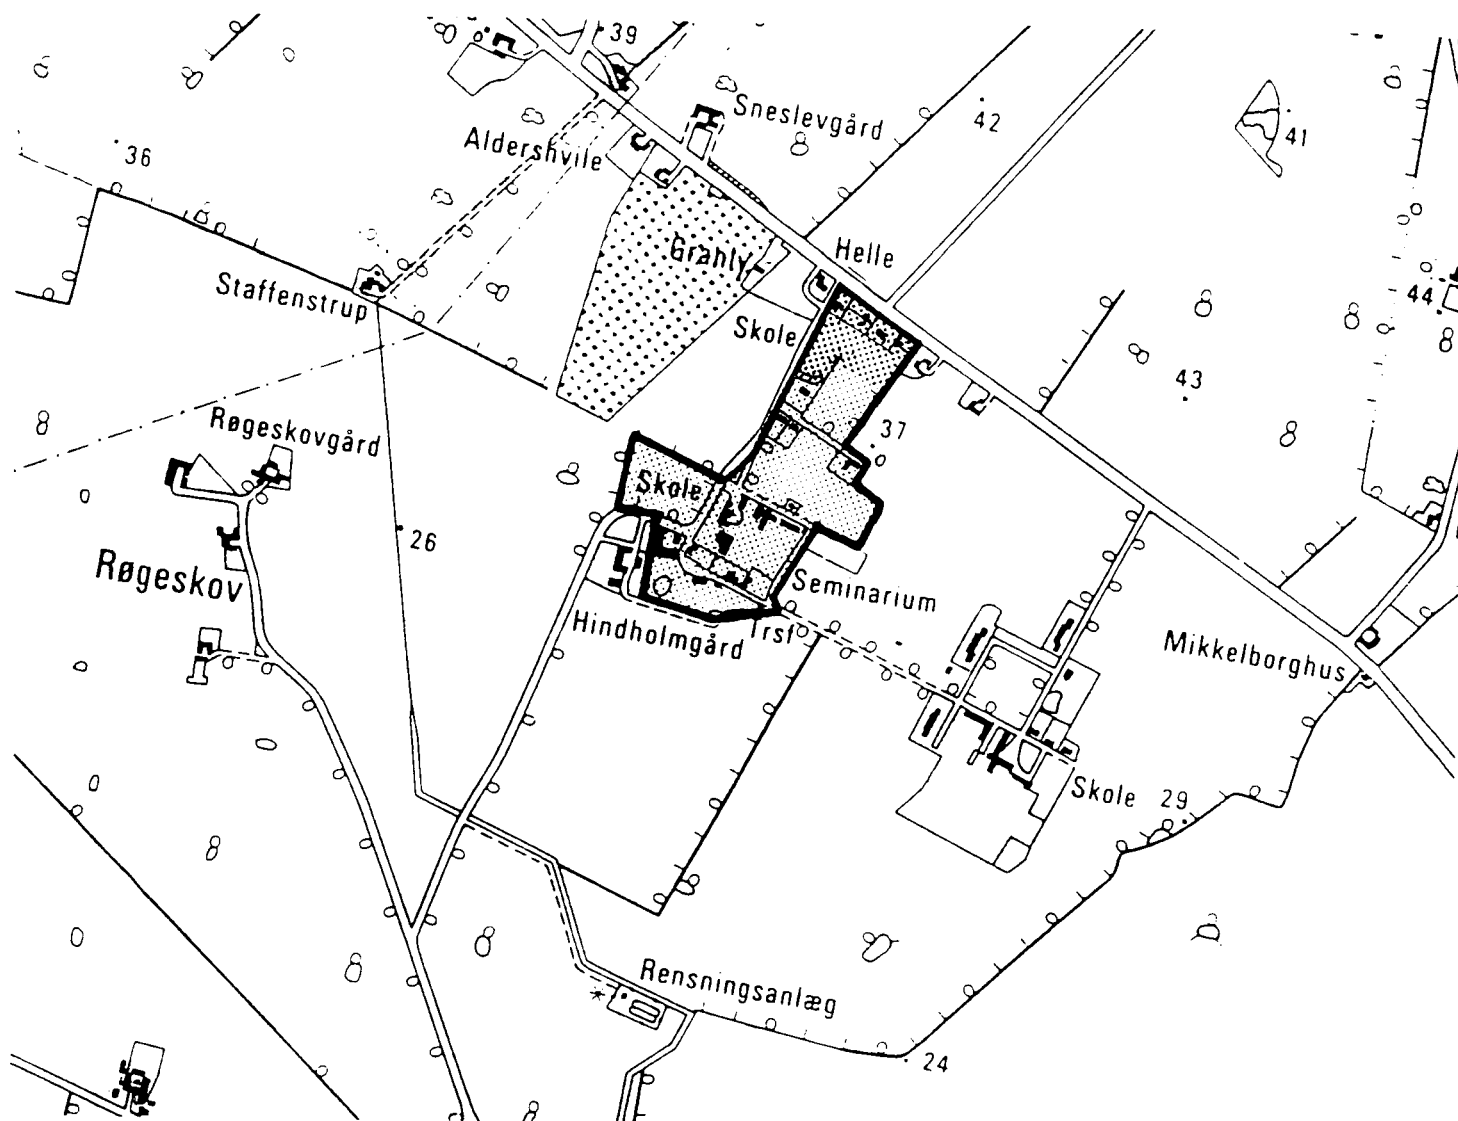 39
Sneslevgård
42
41
Aldershvile
36
Granly
Helle
Staffenstrup
44
Skole
43
Røgeskovgård
37
Skole
26
Røgeskov
Seminarium
Hindholmgård
Trsf
Mikkelborghus
Skole
29
Rensningsanlæg
24